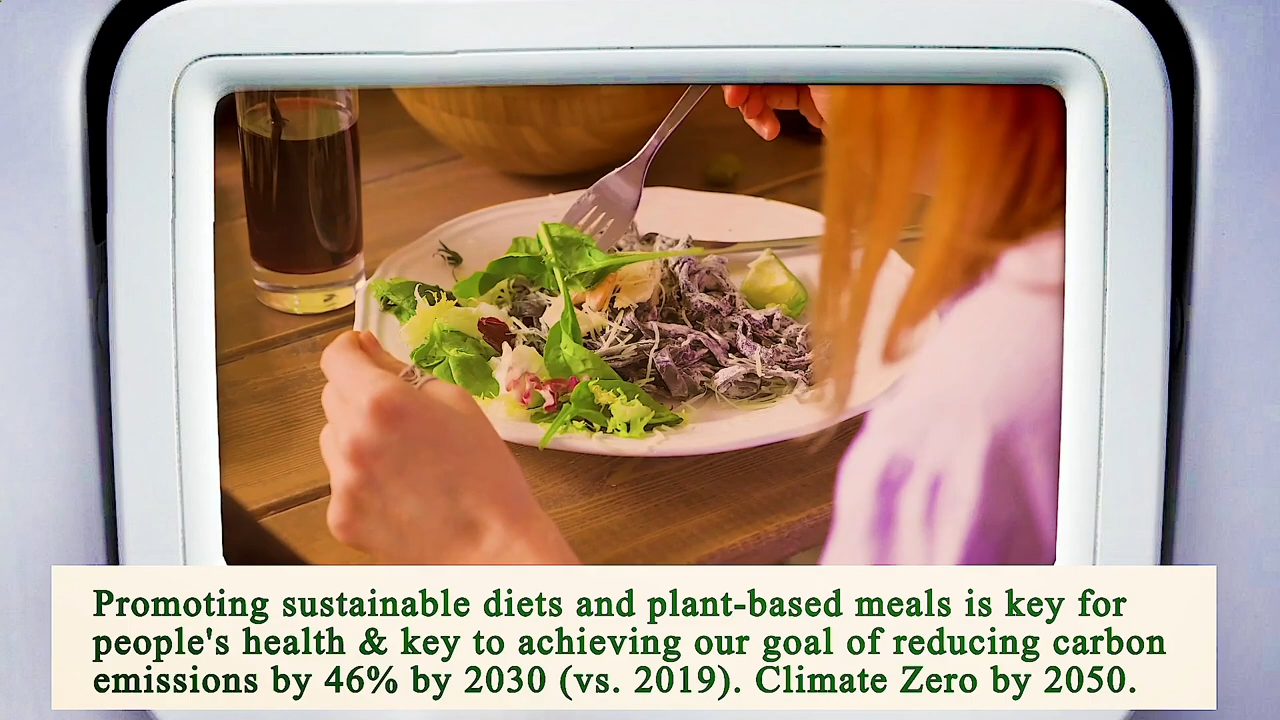 Promoting sustainable diets and plant-based meals is key for
people's health & key to achieving our goal of reducing carbon
emissions by 46% by 2030 (vs. 2019). Climate Zero by 2050.